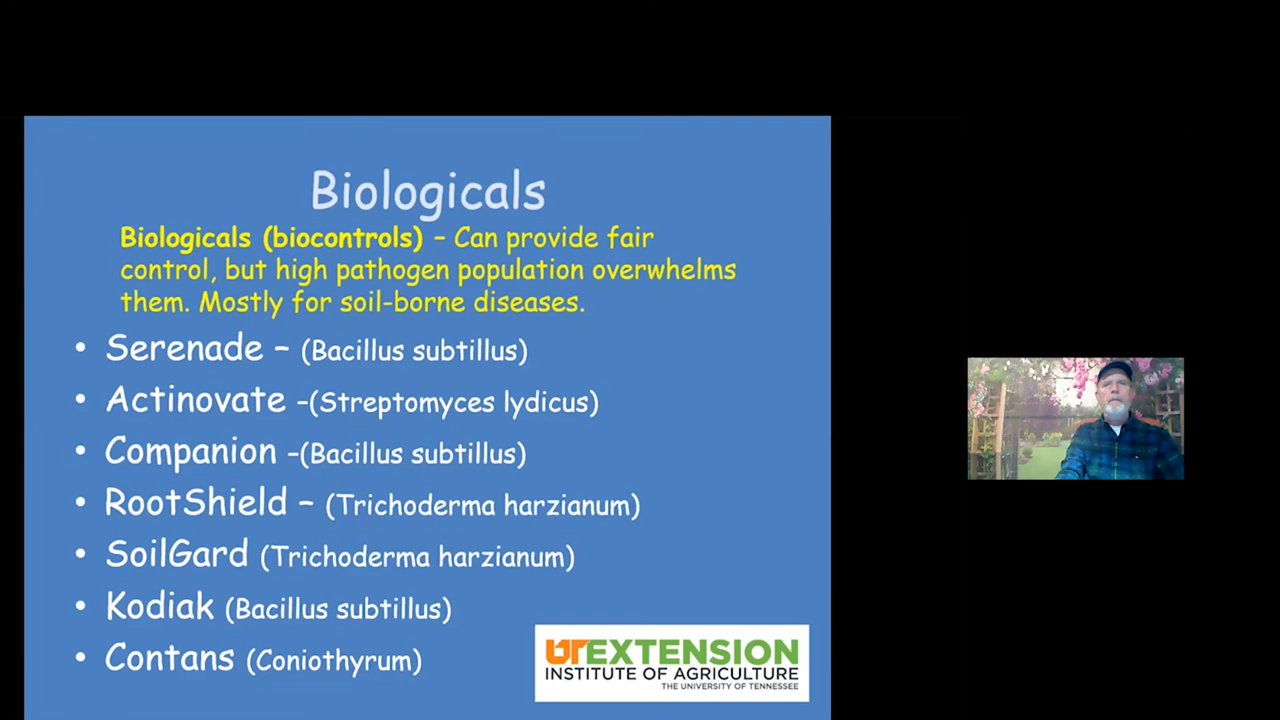 Biologicals
Biologicals (biocontrols) – Can provide fair
control, but high pathogen population overwhelms
them. Mostly for soil-borne diseases.
• Serenade – (Bacillus subtillus)
• Actinovate –(Streptomyces lydicus)
• Companion –(Bacillus subtillus)
• RootShield – (Trichoderma harzianum)
• SoilGard (Trichoderma harzianum)
• Kodiak (Bacillus subtillus)
• Contans (Coniothyrum)
UTEXTENSION
INSTITUTE OF AGRICULTURE
THE UNIVERSITY OF TENNESSEE